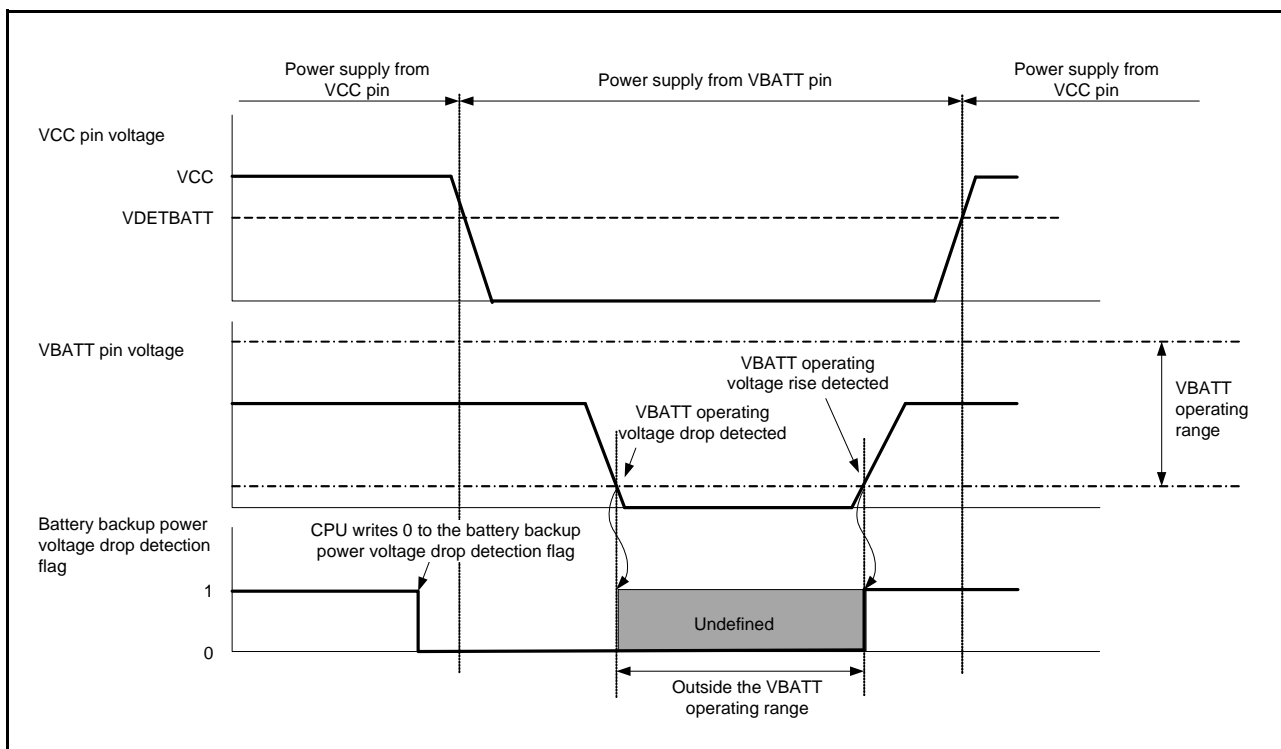 Power supply from
VCC pin
Power supply from VBATT pin
Power supply from
VCC pin
VCC pin voltage
VCC
VDETBATT
VBATT pin voltage
VBATT operating
voltage rise detected
VBATT operating
voltage drop detected
VBATT
operating
range
Battery backup power
voltage drop detection
flag
CPU writes 0 to the battery backup
power voltage drop detection flag
1
Undefined
0
Outside the VBATT
operating range